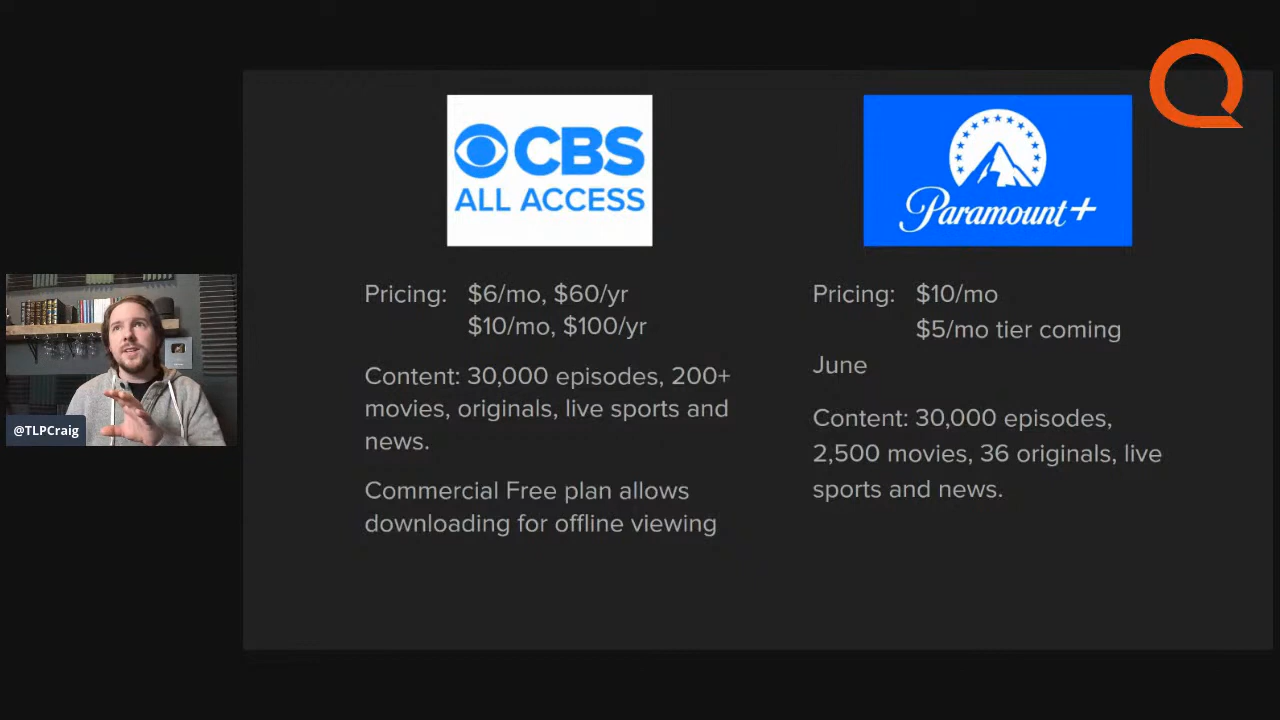 CBS
ALL ACCESS
Pricing: $6/mo, $60/yr
$10/mo, $100/yr
Content: 30,000 episodes, 200+
movies, originals, live sports and
news.
Commercial Free plan allows
downloading for offline viewing
Paramount+
Pricing: $10/mo
$5/mo tier coming
June
Content: 30,000 episodes,
2,500 movies, 36 originals, live
sports and news.
@TLPCraig